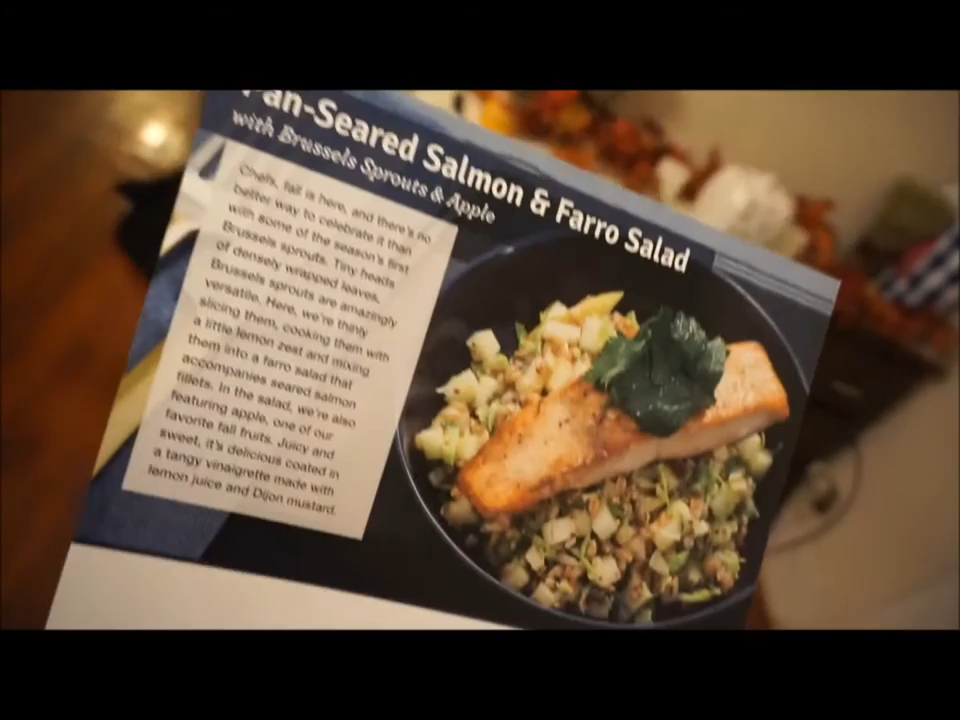 Pan-Seared Salmon & Farro Salad
with Brussels Sprouts & Apple
Chefs, fall is here, and there's no
better way to celebrate it than
with some of the season's first
Brussels sprouts. Tiny heads
of densely wrapped leaves,
Brussels sprouts are amazingly
versatile. Here, we're thinly
slicing them, cooking them with
a little lemon zest and mixing
them into a farro salad that
accompanies seared salmon
fillets. In the salad, we're also
featuring apple, one of our
favorite fall fruits. Juicy and
sweet, it's delicious coated in
a tangy vinaigrette made with
lemon juice and Dijon mustard.